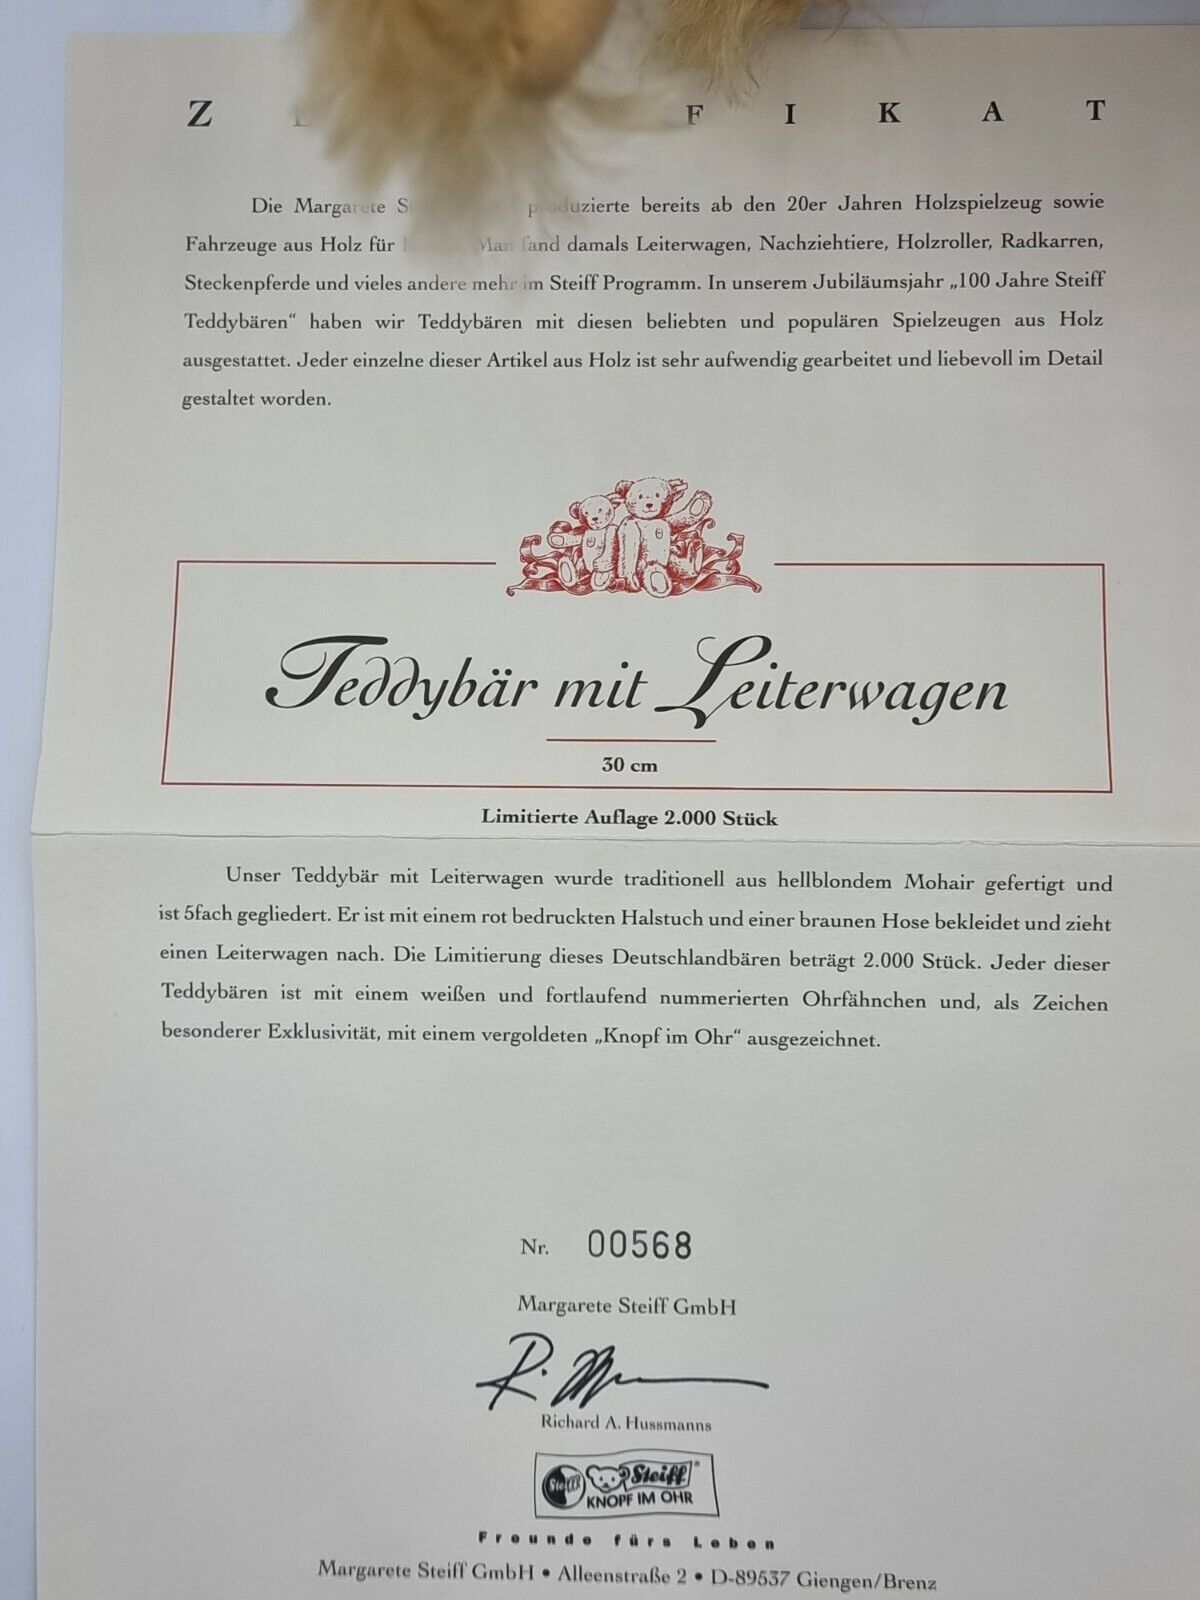 Z F I K A T
Die produzierte bereits ab den 20er Jahren Holzspielzeug sowie
Fahrzeuge aus Holz für Man fand damals Leiterwagen, Nachziehtiere, Holzroller, Radkarren,
Steckenpferde und vieles andere mehr im Steiff Programm. In unserem Jubiläumsjahr „100 Jahre Steiff
Teddybären“ haben wir Teddybären mit diesen beliebten und populären Spielzeugen aus Holz
ausgestattet. Jeder einzelne dieser Artikel aus Holz ist sehr aufwendig gearbeitet und liebevoll im Detail
gestaltet worden.
Teddybär mit Leiterwagen
30 cm
Limitierte Auflage 2.000 Stück
Unser Teddybär mit Leiterwagen wurde traditionell aus hellblondem Mohair gefertigt und
ist 5fach gegliedert. Er ist mit einem rot bedruckten Halstuch und einer braunen Hose bekleidet und zieht
einen Leiterwagen nach. Die Limitierung dieses Deutschlandbären beträgt 2.000 Stück. Jeder dieser
Teddybären ist mit einem weißen und fortlaufend nummerierten Ohrfähnchen und, als Zeichen
besonderer Exklusivität, mit einem vergoldeten „Knopf im Ohr“ ausgezeichnet.
Nr. 00568
Margarete Steiff GmbH
Richard A. Hussmanns
Steiff Steiff®
KNOPF IM OHR
Freunde fürs Leben
Margarete Steiff GmbH • Alleenstraße 2 • D-89537 Giengen/Brenz